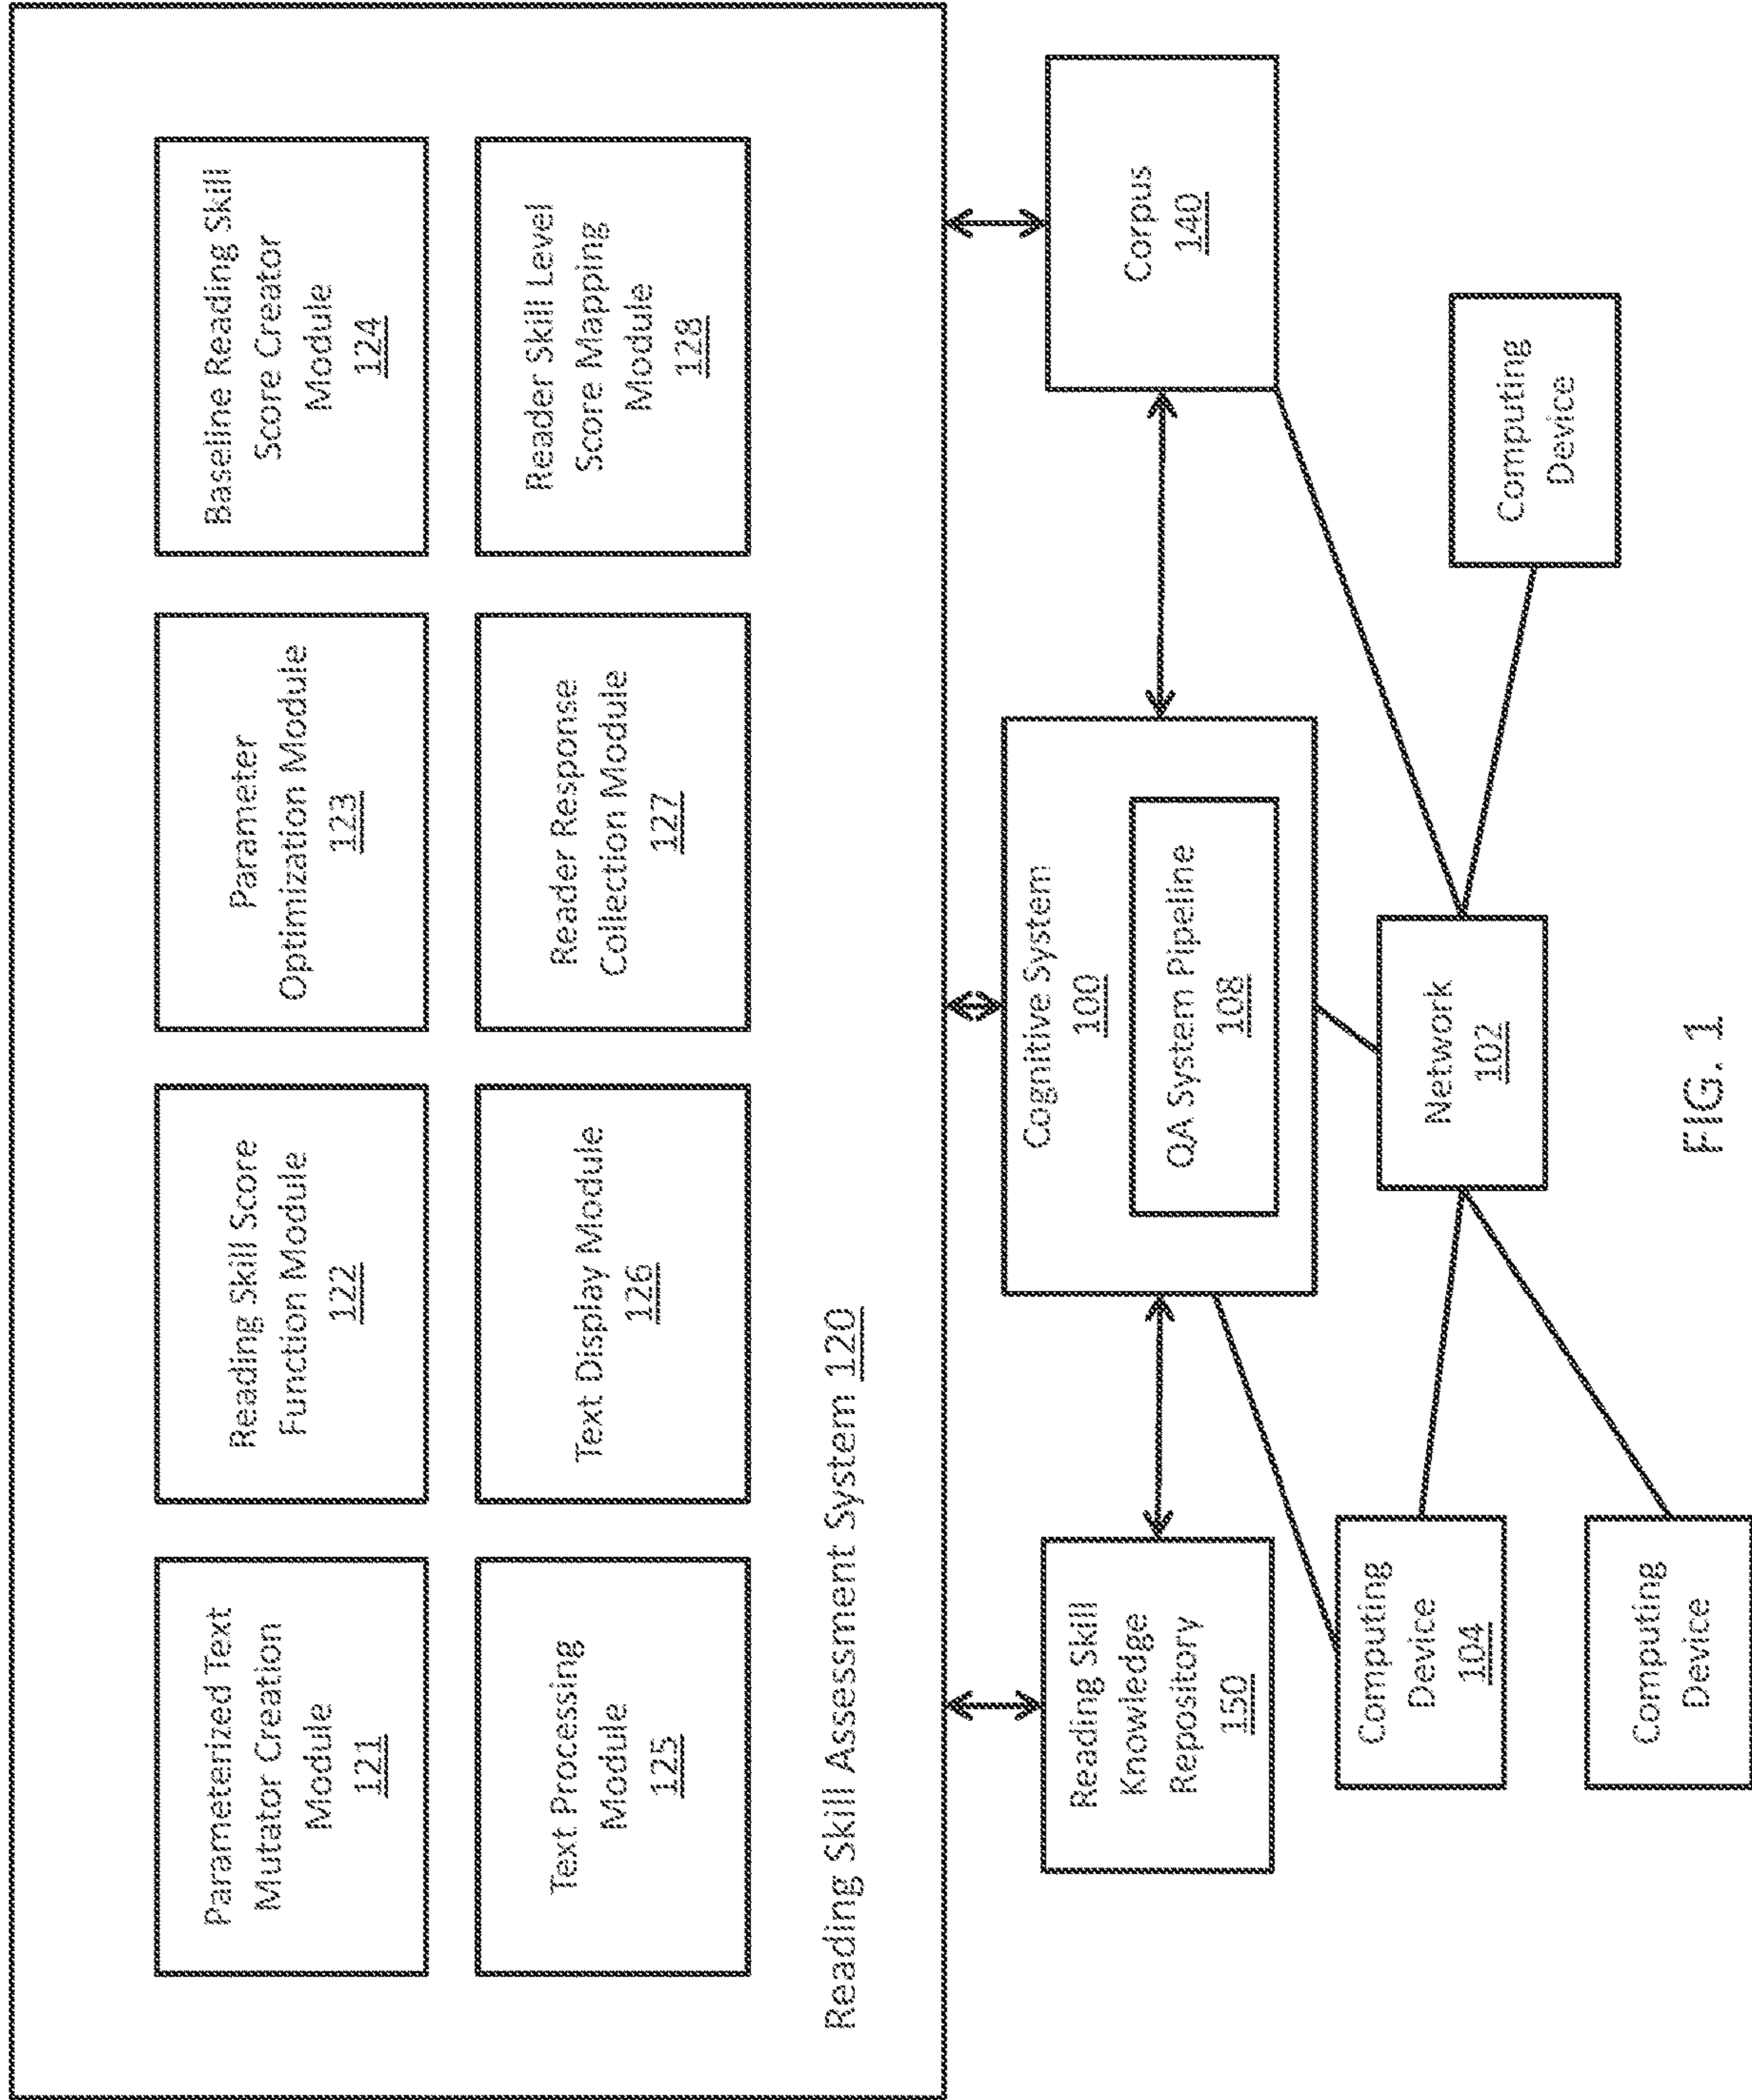 Parameterized Text
Mutator Creation
Module
121
Reading Skill Score
Function Module
122
Parameter
Optimization Module
123
Baseline Reading Skill
Score Creator
Module
124
Text Processing
Module
125
Text Display Module
126
Reader Response
Collection Module
127
Reader Skill Level
Score Mapping
Module
128
Reading Skill Assessment System 120
Reading Skill
Knowledge
Repository
150
Cognitive System
100
QA System Pipeline
108
Corpus
140
Computing
Device
104
Network
102
Computing
Device
Computing
Device
FIG. 1